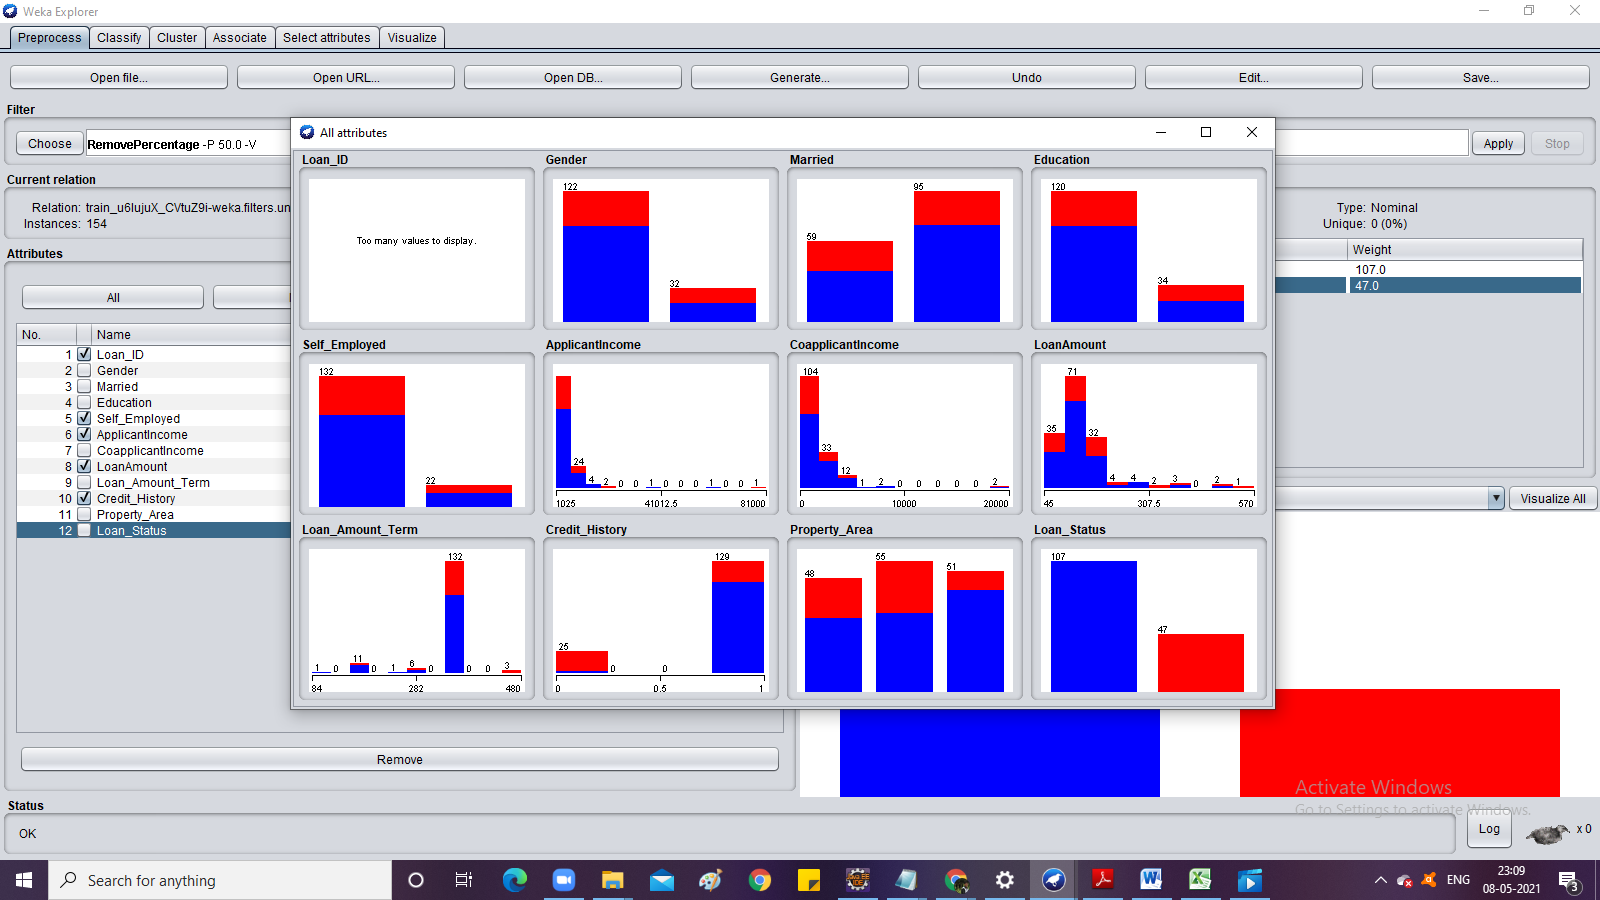 Weka Explorer
Preprocess Classify Cluster Associate Select attributes Visualize
Open file... Open URL... Open DB... Generate... Undo Edit... Save...
Filter
Choose RemovePercentage -P 50.0 -V Apply Stop
Current relation
Relation: train_u6lujuX_CVtuZ9i-weka.filters.un
Instances: 154
Type: Nominal
Unique: 0 (0%)
Weight
107.0
47.0
Attributes
All
No. Name
1 Loan_ID
2 Gender
3 Married
4 Education
5 Self_Employed
6 ApplicantIncome
7 CoapplicantIncome
8 LoanAmount
9 Loan_Amount_Term
10 Credit_History
11 Property_Area
12 Loan_Status
Remove
Visualize All
All attributes
Loan_ID
Too many values to display.
Gender
122
32
Married
59
95
Education
120
34
Self_Employed
132
22
ApplicantIncome
24 4 2 0 0 1 0 0 0 1 0 0 1
1025 41012.5 81000
CoapplicantIncome
104
33
12
1 2 0 0 0 0 0 2
0 10000 20000
LoanAmount
35 71 32
4 4 2 3 0 2 1
45 307.5 570
Loan_Amount_Term
132
1 0 11 0 1 6 0 0 0 3
84 282 480
Credit_History
25 0 0 129
0 0.5 1
Property_Area
48 55 51
Loan_Status
107
47
Activate Windows
Go to Settings to activate Windows.
Status
OK
Log x 0
Search for anything
ENG
23:09
08-05-2021
3